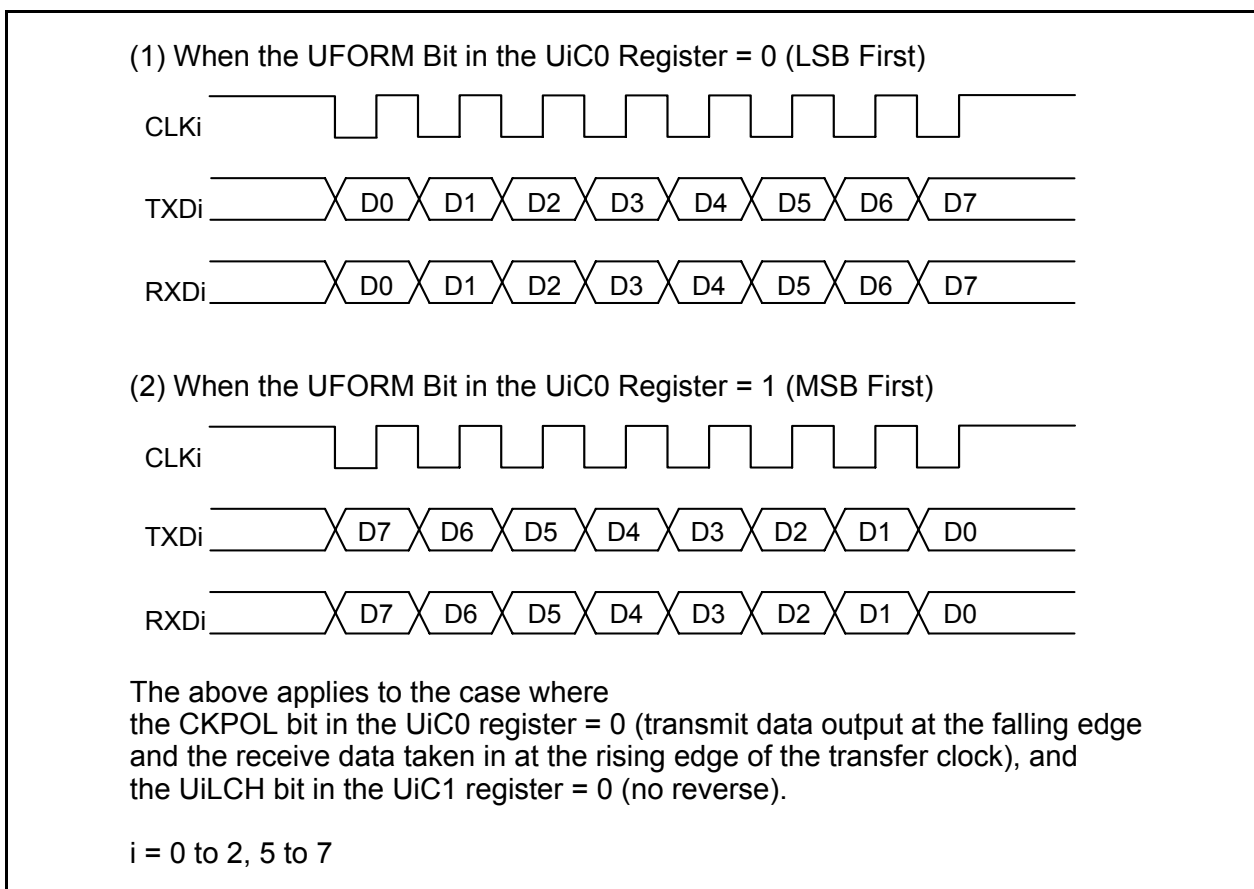 (1) When the UFORM Bit in the UiC0 Register = 0 (LSB First)
CLKi
TXDi D0 D1 D2 D3 D4 D5 D6 D7
RXDi D0 D1 D2 D3 D4 D5 D6 D7
(2) When the UFORM Bit in the UiC0 Register = 1 (MSB First)
CLKi
TXDi D7 D6 D5 D4 D3 D2 D1 D0
RXDi D7 D6 D5 D4 D3 D2 D1 D0
The above applies to the case where
the CKPOL bit in the UiC0 register = 0 (transmit data output at the falling edge
and the receive data taken in at the rising edge of the transfer clock), and
the UiLCH bit in the UiC1 register = 0 (no reverse).
i = 0 to 2, 5 to 7